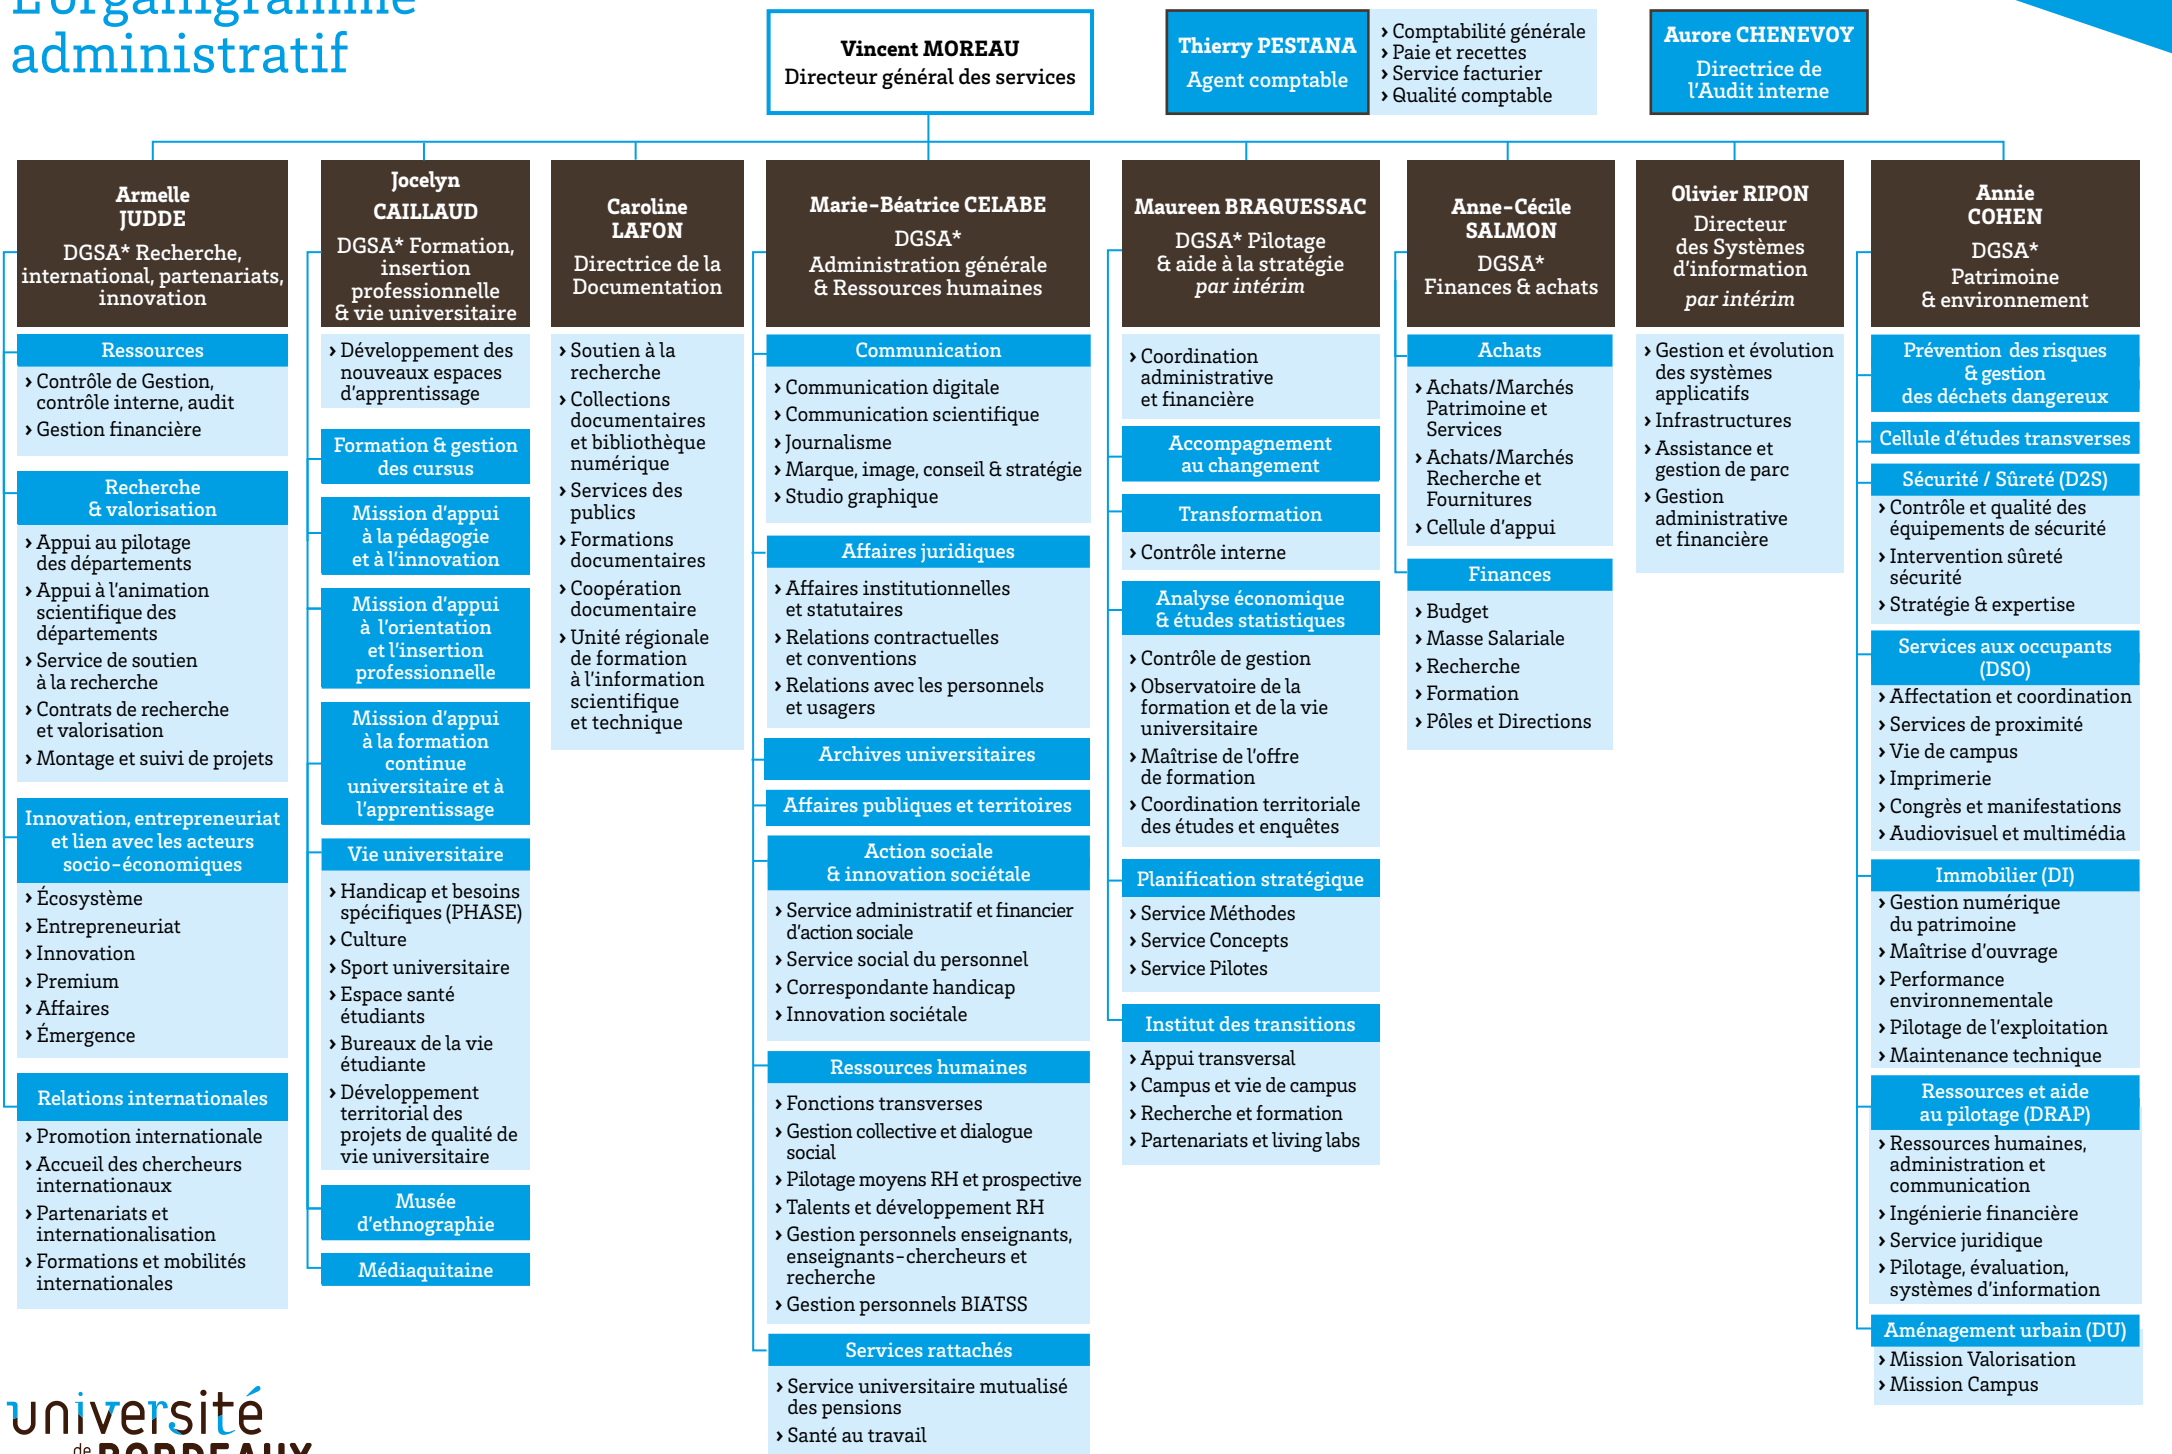 L'organigramme
administratif
Vincent MOREAU
Directeur général des services
Thierry PESTANA
Agent comptable
› Comptabilité générale
› Paie et recettes
› Service facturier
› Qualité comptable
Aurore CHENEVOY
Directrice de
l'Audit interne
Armelle
JUDDE
DGSA* Recherche,
international, partenariats,
innovation
Ressources
› Contrôle de Gestion,
contrôle interne, audit
› Gestion financière
Recherche
& valorisation
› Appui au pilotage
des départements
› Appui à l'animation
scientifique des
départements
› Service de soutien
à la recherche
› Contrats de recherche
et valorisation
› Montage et suivi de projets
Innovation, entrepreneuriat
et lien avec les acteurs
socio-économiques
› Écosystème
› Entrepreneuriat
› Innovation
› Premium
› Affaires
› Émergence
Relations internationales
› Promotion internationale
› Accueil des chercheurs
internationaux
› Partenariats et
internationalisation
› Formations et mobilités
internationales
Jocelyn
CAILLAUD
DGSA* Formation,
insertion
professionnelle
& vie universitaire
› Développement des
nouveaux espaces
d'apprentissage
Formation & gestion
des cursus
Mission d'appui
à la pédagogie
et à l'innovation
Mission d'appui
à l'orientation
et l'insertion
professionnelle
Mission d'appui
à la formation
continue
universitaire et à
l'apprentissage
Vie universitaire
› Handicap et besoins
spécifiques (PHASE)
› Culture
› Sport universitaire
› Espace santé
étudiants
› Bureaux de la vie
étudiante
› Développement
territorial des
projets de qualité de
vie universitaire
Musée
d'ethnographie
Médiaquitaine
Caroline
LAFON
Directrice de la
Documentation
› Soutien à la
recherche
› Collections
documentaires
et bibliothèque
numérique
› Services des
publics
› Formations
documentaires
› Coopération
documentaire
› Unité régionale
de formation
à l'information
scientifique
et technique
Marie-Béatrice CELABE
DGSA*
Administration générale
& Ressources humaines
Communication
› Communication digitale
› Communication scientifique
› Journalisme
› Marque, image, conseil & stratégie
› Studio graphique
Affaires juridiques
› Affaires institutionnelles
et statutaires
› Relations contractuelles
et conventions
› Relations avec les personnels
et usagers
Archives universitaires
Affaires publiques et territoires
Action sociale
& innovation sociétale
› Service administratif et financier
d'action sociale
› Service social du personnel
› Correspondante handicap
› Innovation sociétale
Ressources humaines
› Fonctions transverses
› Gestion collective et dialogue
social
› Pilotage moyens RH et prospective
› Talents et développement RH
› Gestion personnels enseignants,
enseignants-chercheurs et
recherche
› Gestion personnels BIATSS
Services rattachés
› Service universitaire mutualisé
des pensions
› Santé au travail
Maureen BRAQUESSAC
DGSA* Pilotage
& aide à la stratégie
par intérim
› Coordination
administrative
et financière
Accompagnement
au changement
Transformation
› Contrôle interne
Analyse économique
& études statistiques
› Contrôle de gestion
› Observatoire de la
formation et de la vie
universitaire
› Maîtrise de l'offre
de formation
› Coordination territoriale
des études et enquêtes
Planification stratégique
› Service Méthodes
› Service Concepts
› Service Pilotes
Institut des transitions
› Appui transversal
› Campus et vie de campus
› Recherche et formation
› Partenariats et living labs
Anne-Cécile
SALMON
DGSA*
Finances & achats
Achats
› Achats/Marchés
Patrimoine et
Services
› Achats/Marchés
Recherche et
Fournitures
› Cellule d'appui
Finances
› Budget
› Masse Salariale
› Recherche
› Formation
› Pôles et Directions
Olivier RIPON
Directeur
des Systèmes
d'information
par intérim
› Gestion et évolution
des systèmes
applicatifs
› Infrastructures
› Assistance et
gestion de parc
› Gestion
administrative
et financière
Annie
COHEN
DGSA*
Patrimoine
& environnement
Prévention des risques
& gestion
des déchets dangereux
Cellule d'études transverses
Sécurité / Sûreté (D2S)
› Contrôle et qualité des
équipements de sécurité
› Intervention sûreté
sécurité
› Stratégie & expertise
Services aux occupants
(DSO)
› Affectation et coordination
› Services de proximité
› Vie de campus
› Imprimerie
› Congrès et manifestations
› Audiovisuel et multimédia
Immobilier (DI)
› Gestion numérique
du patrimoine
› Maîtrise d'ouvrage
› Performance
environnementale
› Pilotage de l'exploitation
› Maintenance technique
Ressources et aide
au pilotage (DRAP)
› Ressources humaines,
administration et
communication
› Ingénierie financière
› Service juridique
› Pilotage, évaluation,
systèmes d'information
Aménagement urbain (DU)
› Mission Valorisation
› Mission Campus
université
de BORDEAUX